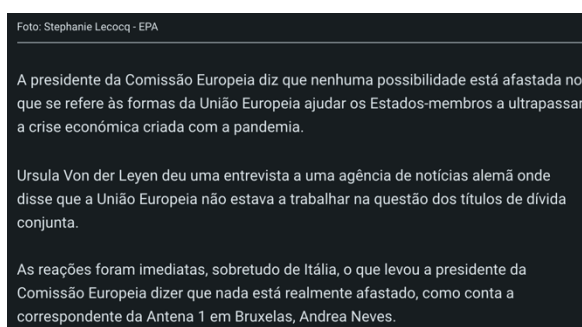 Foto: Stephanie Lecocq - EPA
A presidente da Comissão Europeia diz que nenhuma possibilidade está afastada no
que se refere às formas da União Europeia ajudar os Estados-membros a ultrapassar
a crise económica criada com a pandemia.
Ursula Von der Leyen deu uma entrevista a uma agência de notícias alemã onde
disse que a União Europeia não estava a trabalhar na questão dos títulos de dívida
conjunta.
As reações foram imediatas, sobretudo de Itália, o que levou a presidente da
Comissão Europeia dizer que nada está realmente afastado, como conta a
correspondente da Antena 1 em Bruxelas, Andrea Neves.